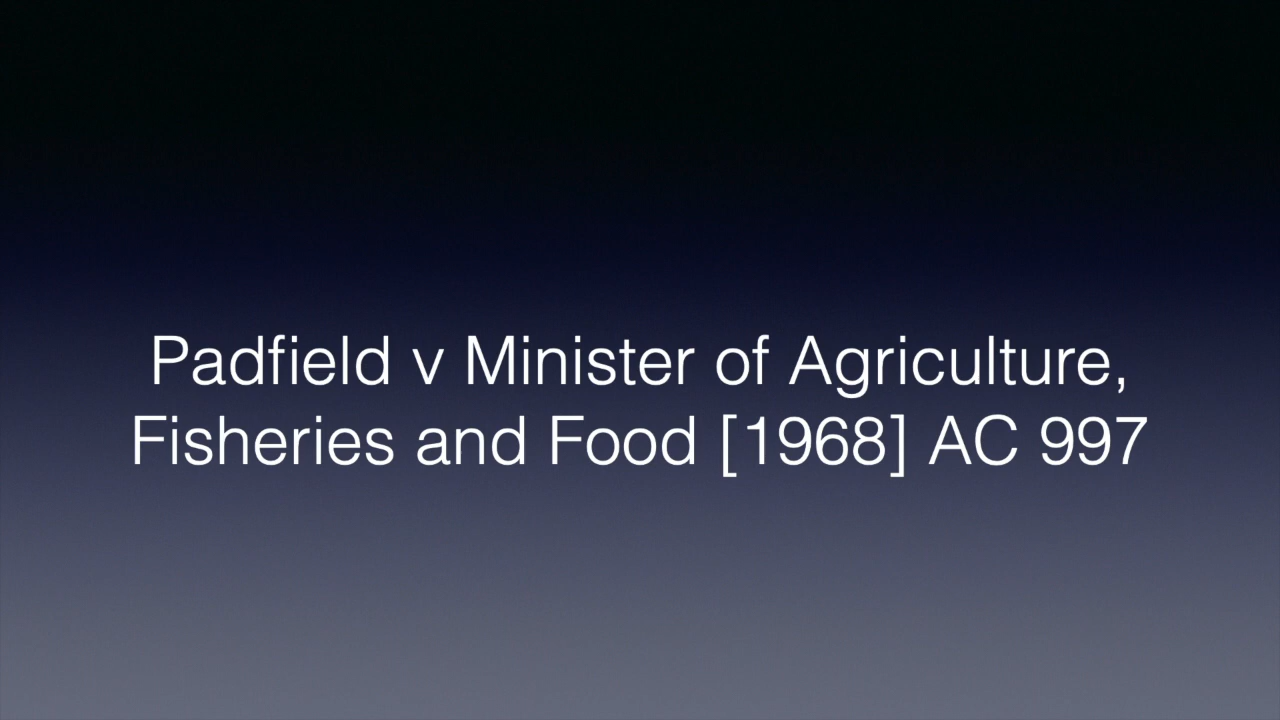 Padfield v Minister of Agriculture,
Fisheries and Food [1968] AC 997